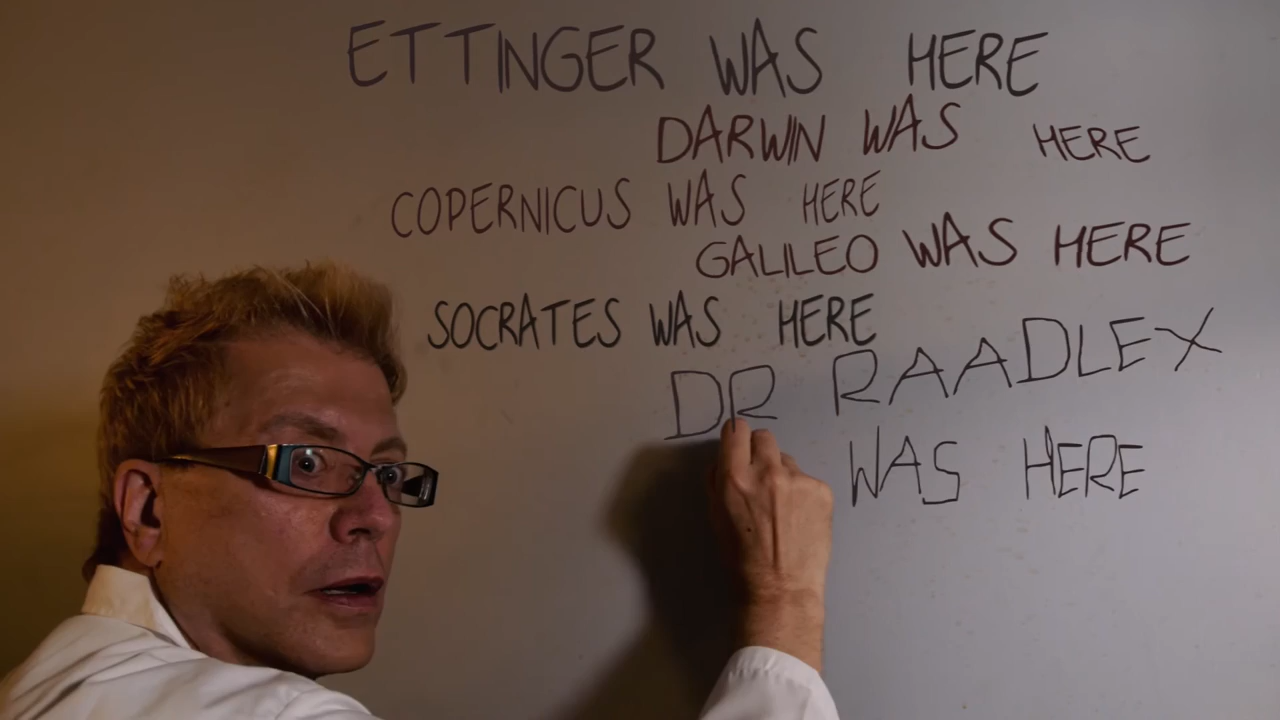 ETTINGER WAS HERE
DARWIN WAS HERE
COPERNICUS WAS HERE
GALILEO WAS HERE
SOCRATES WAS HERE
DR RAADLEX
WAS HERE